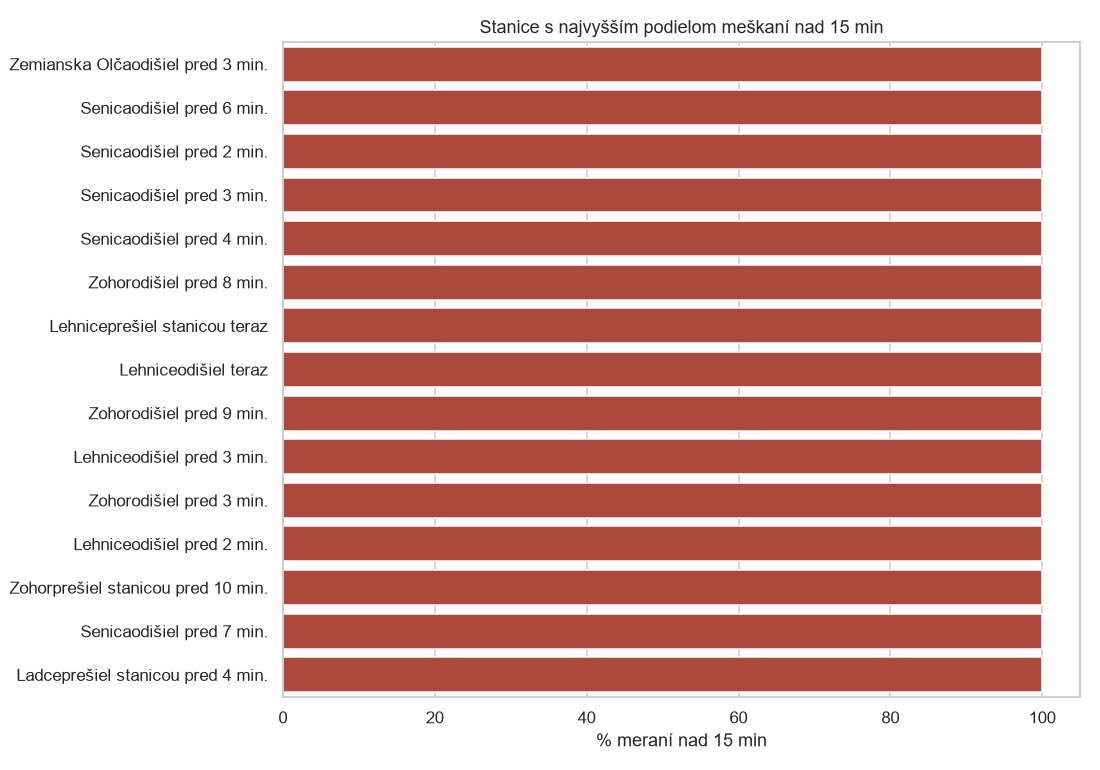 Stanice s najvyšším podielom meškaní nad 15 min
Zemianska Olčaodišiel pred 3 min.
Senicaodišiel pred 6 min.
Senicaodišiel pred 2 min.
Senicaodišiel pred 3 min.
Senicaodišiel pred 4 min.
Zohorodišiel pred 8 min.
Lehniceprešiel stanicou teraz
Lehniceodišiel teraz
Zohorodišiel pred 9 min.
Lehniceodišiel pred 3 min.
Zohorodišiel pred 3 min.
Lehniceodišiel pred 2 min.
Zohorprešiel stanicou pred 10 min.
Senicaodišiel pred 7 min.
Ladceprešiel stanicou pred 4 min.
0 20 40 60 80 100
% meraní nad 15 min